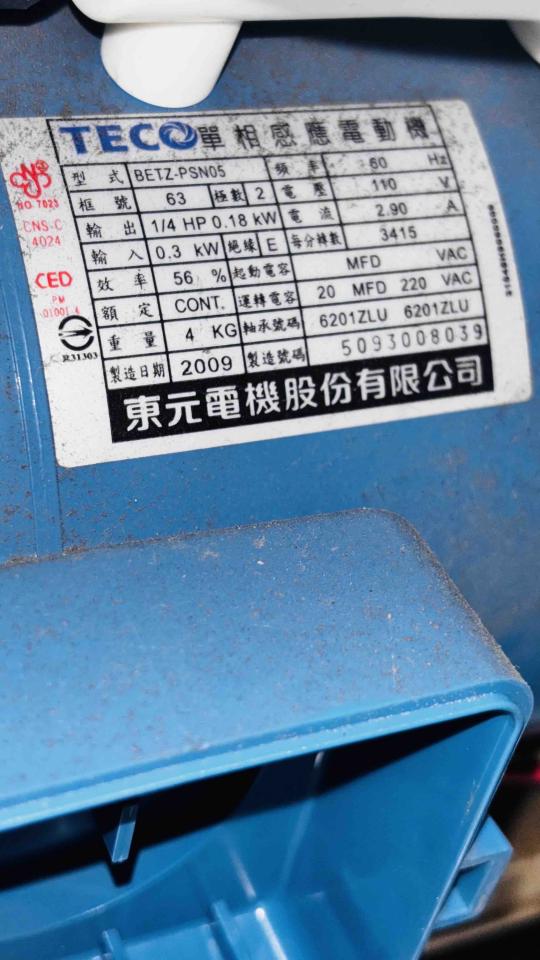 TECO 單相感應電動機
型式 BETZ-PSN05 頻率 60 Hz
框號 63 極數 2 電壓 110 V
輸出 1/4 HP 0.18 kW 電流 2.90 A
輸入 0.3 kW 絕緣 E 每分轉數 3415
效率 56 % 起動電容 MFD VAC
額定 CONT. 運轉電容 20 MFD 220 VAC
重量 4 KG 軸承號碼 6201ZLU 6201ZLU
製造日期 2009 製造號碼 5093008039
東元電機股份有限公司
CNS
NO 7023
CNS-C
4024
CED
PM
R31303